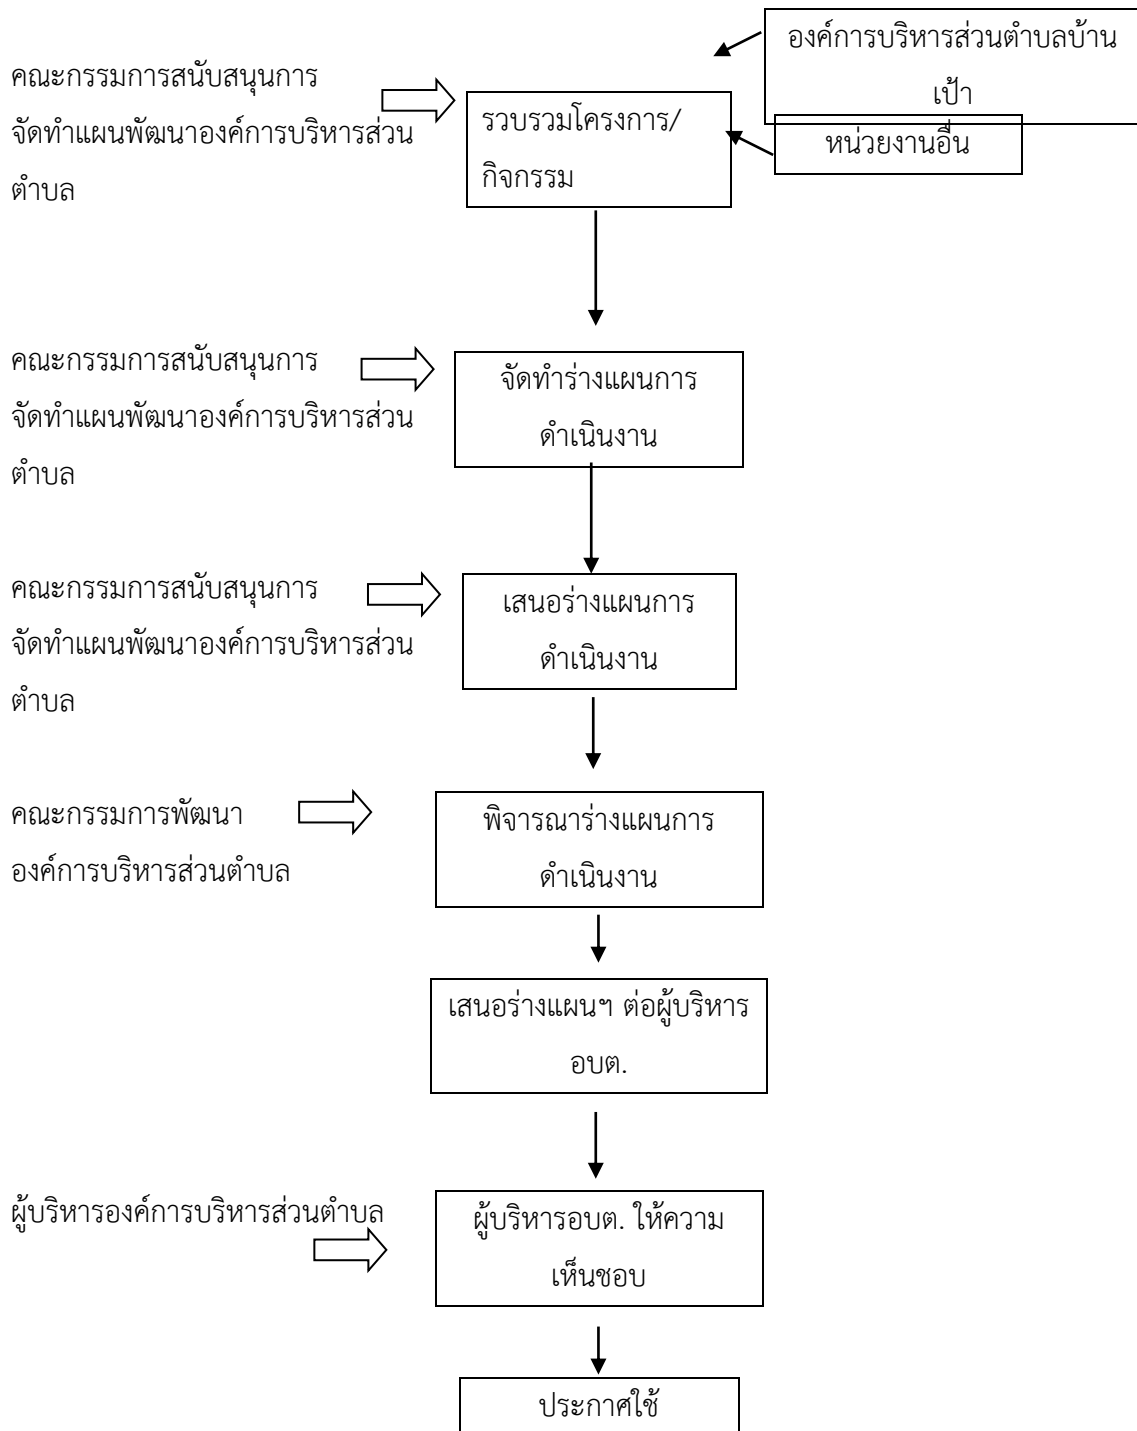 องค์การบริหารส่วนตำบลบ้าน
เป้า
คณะกรรมการสนับสนุนการ
จัดทำแผนพัฒนาองค์การบริหารส่วน
ตำบล
รวบรวมโครงการ/
กิจกรรม
หน่วยงานอื่น
คณะกรรมการสนับสนุนการ
จัดทำแผนพัฒนาองค์การบริหารส่วน
ตำบล
จัดทำร่างแผนการ
ดำเนินงาน
คณะกรรมการสนับสนุนการ
จัดทำแผนพัฒนาองค์การบริหารส่วน
ตำบล
เสนอร่างแผนการ
ดำเนินงาน
คณะกรรมการพัฒนา
องค์การบริหารส่วนตำบล
พิจารณาร่างแผนการ
ดำเนินงาน
เสนอร่างแผนฯ ต่อผู้บริหาร
อบต.
ผู้บริหารองค์การบริหารส่วนตำบล
ผู้บริหารอบต. ให้ความ
เห็นชอบ
ประกาศใช้